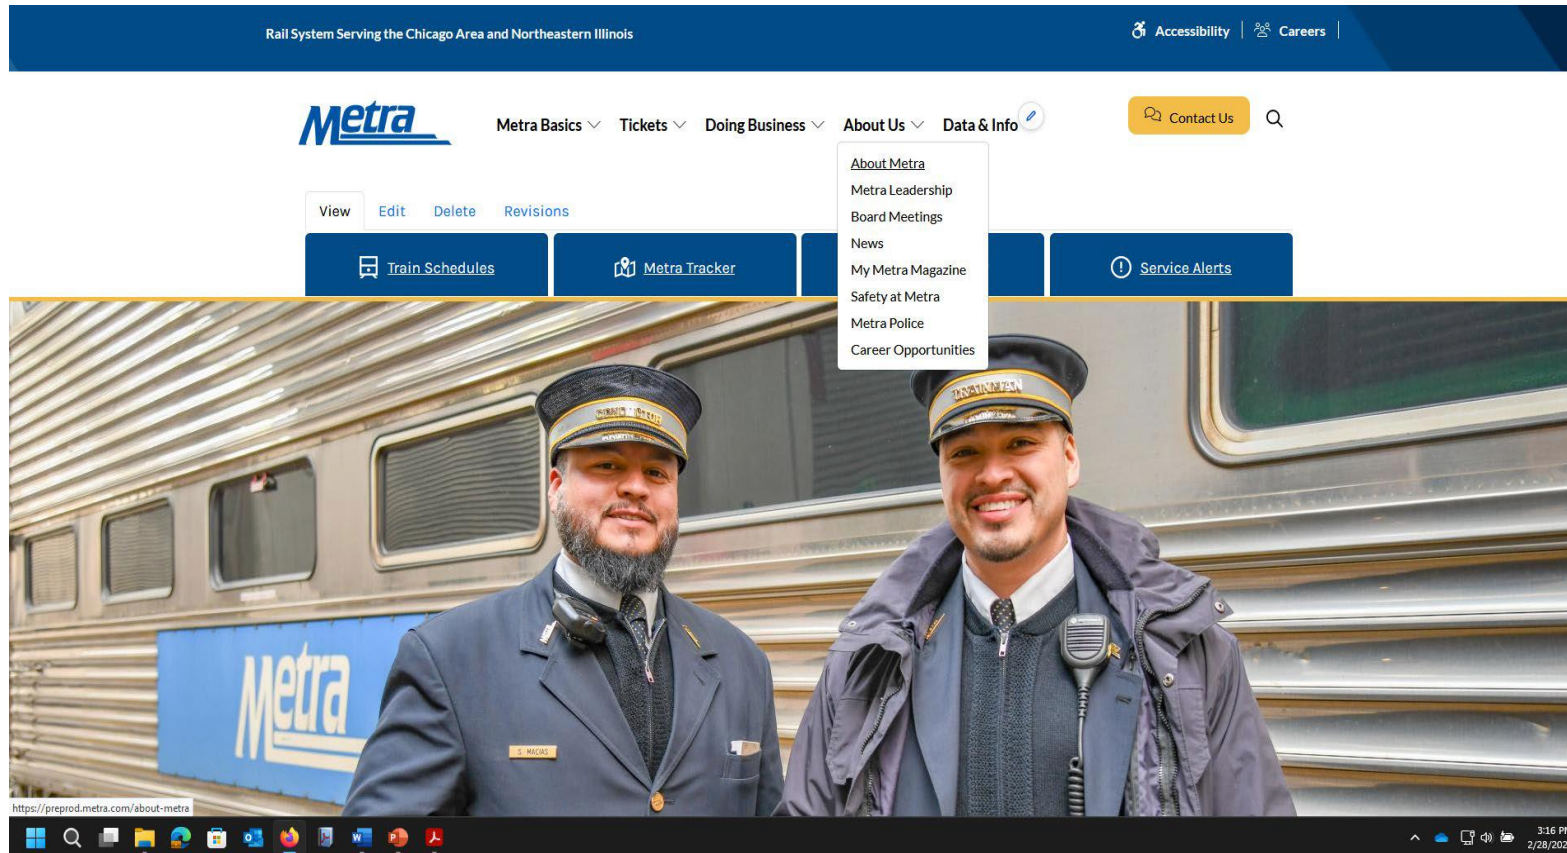 Rail System Serving the Chicago Area and Northeastern Illinois
Accessibility
Careers
Metra
Metra Basics
Tickets
Doing Business
About Us
Data & Info
Contact Us
About Metra
Metra Leadership
Board Meetings
News
My Metra Magazine
Safety at Metra
Metra Police
Career Opportunities
View
Edit
Delete
Revisions
Train Schedules
Metra Tracker
Service Alerts
TRAINMAN
Metra
S. MACIAS
https://preprod.metra.com/about-metra
3:16 PM
2/28/202